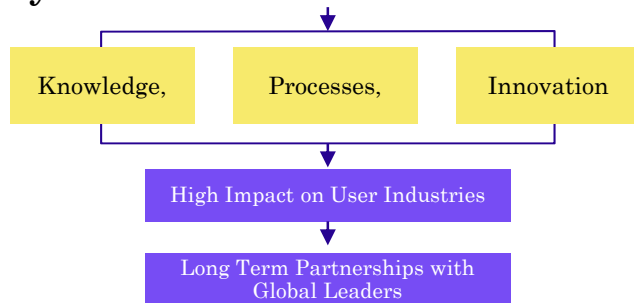 Knowledge,
Processes,
Innovation
High Impact on User Industries
Long Term Partnerships with
Global Leaders